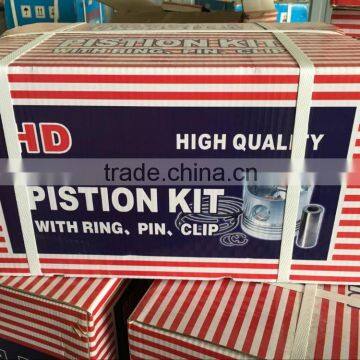 PISTION KIT
WITH RING、PIN、CLIP
HD
HIGH QUALITY
trade.china.cn
PISTION KIT
WITH RING、PIN、CLIP